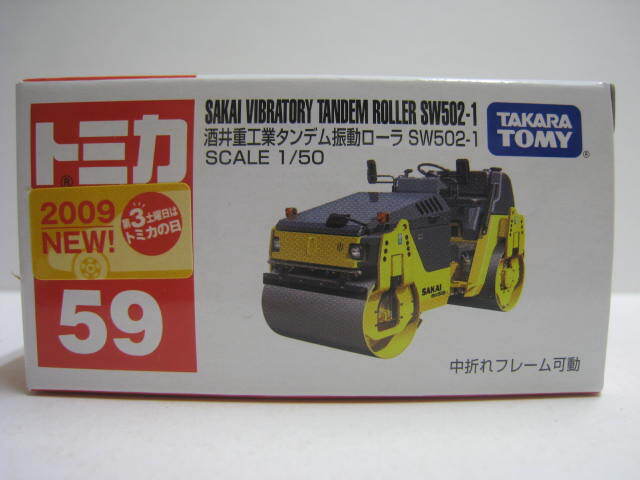 トミカ
®
2009
NEW!
第3土曜日は
トミカの日
59
SAKAI VIBRATORY TANDEM ROLLER SW502-1
酒井重工業タンデム振動ローラ SW502-1
SCALE 1/50
TAKARA
TOMY
®
SAKAI
中折れフレーム可動